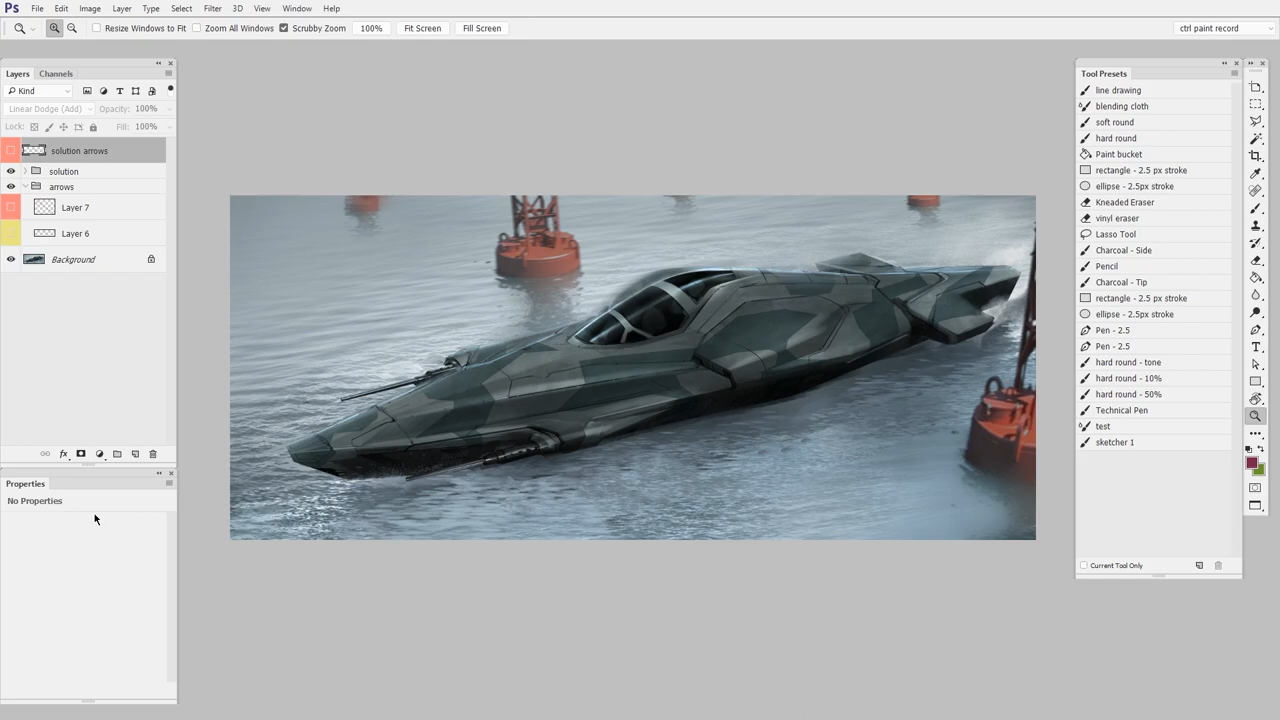 Ps File Edit Image Layer Type Select Filter 3D View Window Help
Resize Windows to Fit Zoom All Windows Scrubby Zoom 100% Fit Screen Fill Screen ctrl paint record
Layers Channels
Kind
Linear Dodge (Add) Opacity: 100%
Lock: Fill: 100%
solution arrows
solution
arrows
Layer 7
Layer 6
Background
fx
Properties
No Properties
Tool Presets
line drawing
blending cloth
soft round
hard round
Paint bucket
rectangle - 2.5 px stroke
ellipse - 2.5px stroke
Kneaded Eraser
vinyl eraser
Lasso Tool
Charcoal - Side
Pencil
Charcoal - Tip
rectangle - 2.5 px stroke
ellipse - 2.5px stroke
Pen - 2.5
Pen - 2.5
hard round - tone
hard round - 10%
hard round - 50%
Technical Pen
test
sketcher 1
Current Tool Only